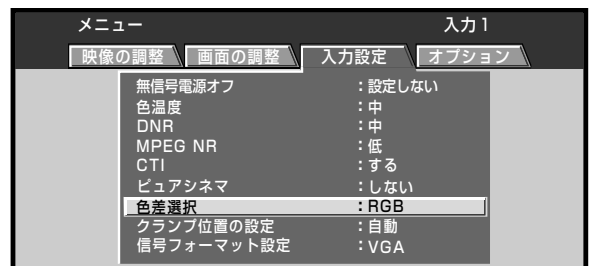 メニュー 入力1
映像の調整 画面の調整 入力設定 オプション
無信号電源オフ :設定しない
色温度 :中
DNR :中
MPEG NR :低
CTI :する
ピュアシネマ :しない
色差選択 :RGB
クランプ位置の設定 :自動
信号フォーマット設定 :VGA